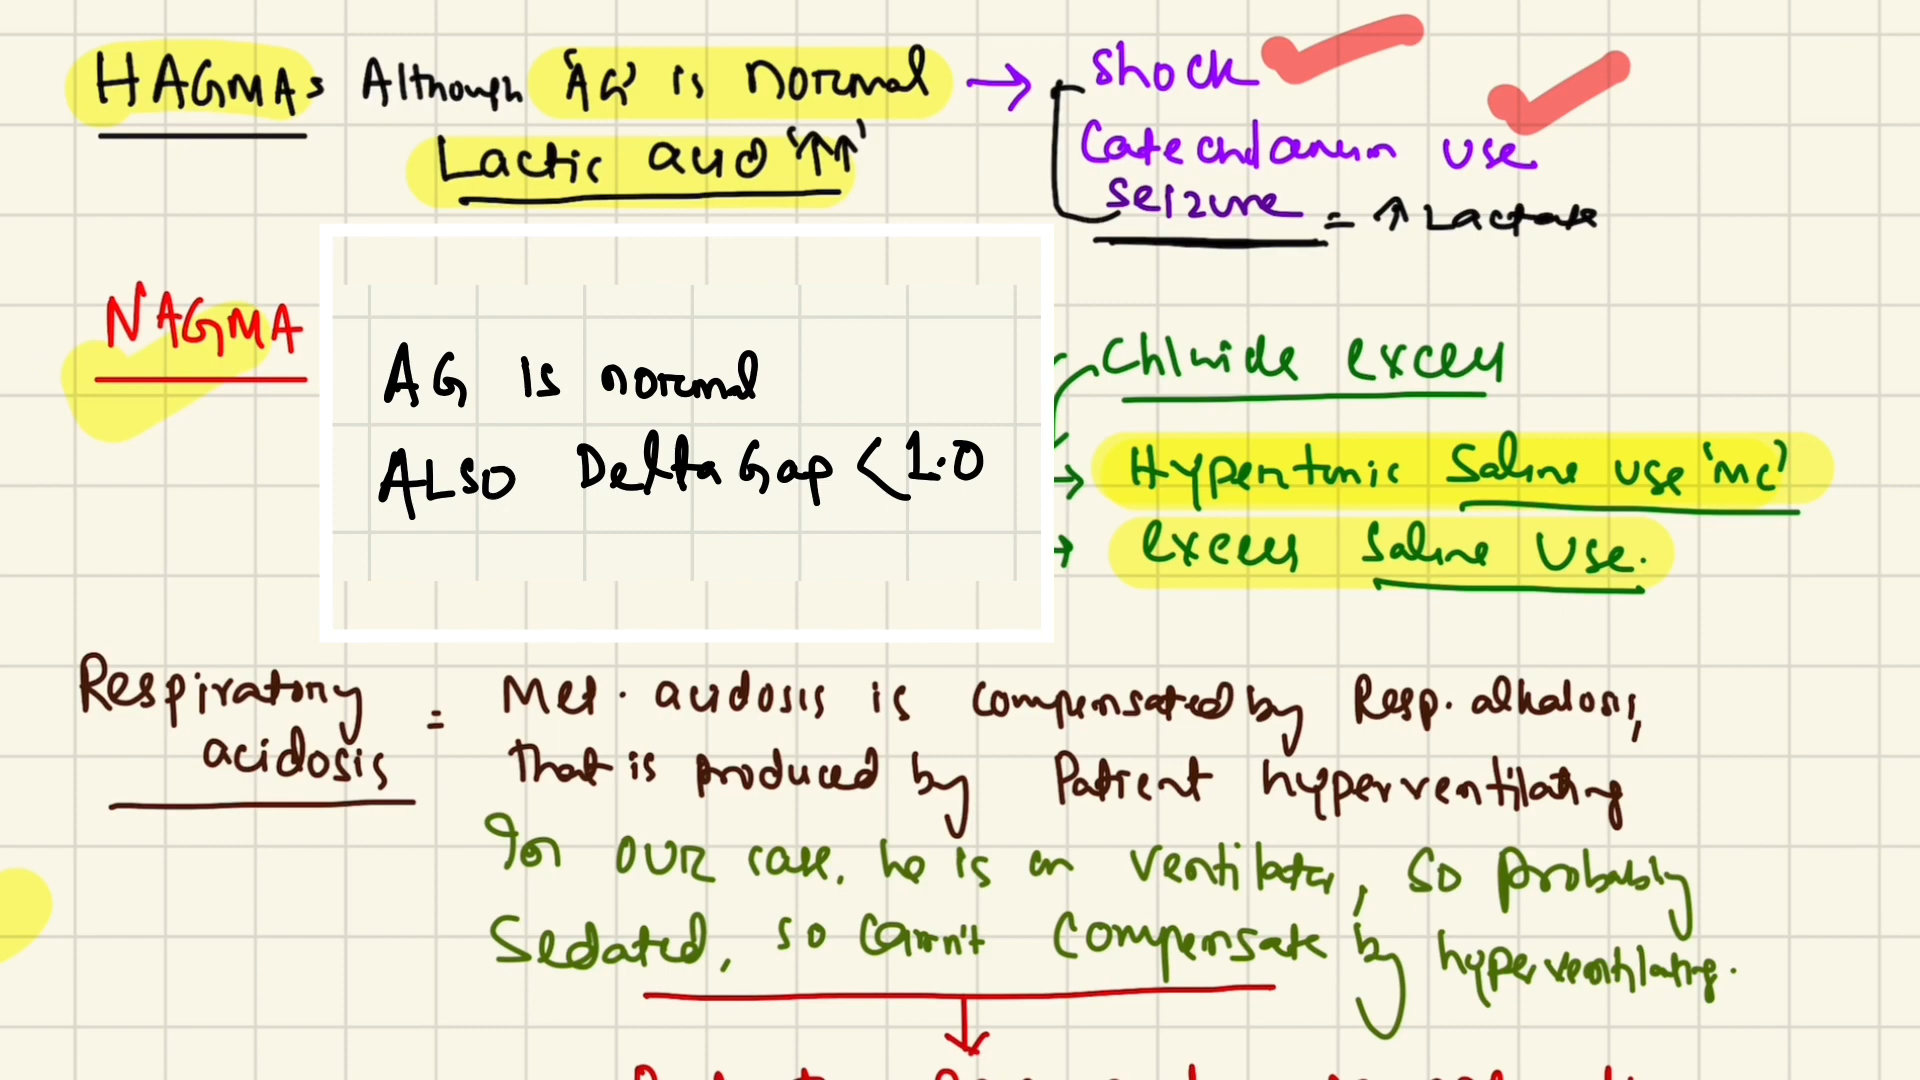 HAGMA: Although 'AG' is normal → Shock
Lactic acid '↑↑'
Catecholamin use
Seizure = ↑ Lactate
NAGMA
AG is normal
ALSO Delta Gap < 1.0
Chloride excess
→ Hypertonic Saline use 'mc'
→ excess saline use.
Respiratory acidosis = Met. acidosis is compensated by Resp. alkalosis,
that is produced by Patient hyperventilating
In our case, he is on ventilator, so probably
Sedated, so can't compensate by hyperventilating.